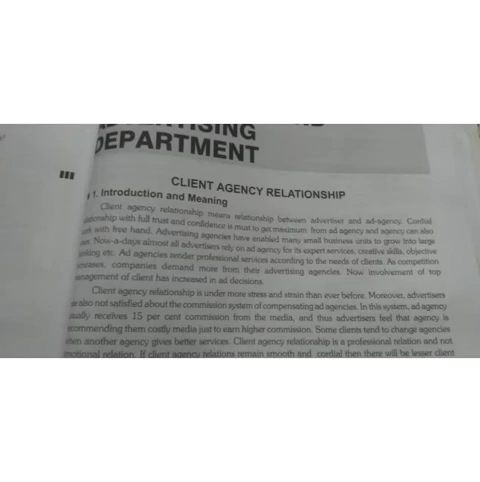 ADVERTISING
DEPARTMENT
III
CLIENT AGENCY RELATIONSHIP
1. Introduction and Meaning
Client agency relationship means relationship between advertiser and ad-agency. Cordial
relationship with full trust and confidence is must to get maximum from ad agency and agency can also
work with free hand. Advertising agencies have enabled many small business units to grow into large
Now-a-days almost all advertisers rely on ad agency for its expert services, creative skills, objective
thinking etc. Ad agencies render professional services according to the needs of clients. As competition
increases, companies demand more from their advertising agencies. Now involvement of top
management of client has increased in ad decisions.
Client agency relationship is under more stress and strain than ever before. Moreover, advertisers
are also not satisfied about the commission system of compensating ad agencies. In this system, ad agency
usually receives 15 per cent commission from the media, and thus advertisers feel that agency is
recommending them costly media just to earn higher commission. Some clients tend to change agencies
when another agency gives better services. Client agency relationship is a professional relation and not
emotional relation. If client agency relations remain smooth and cordial then there will be lesser client